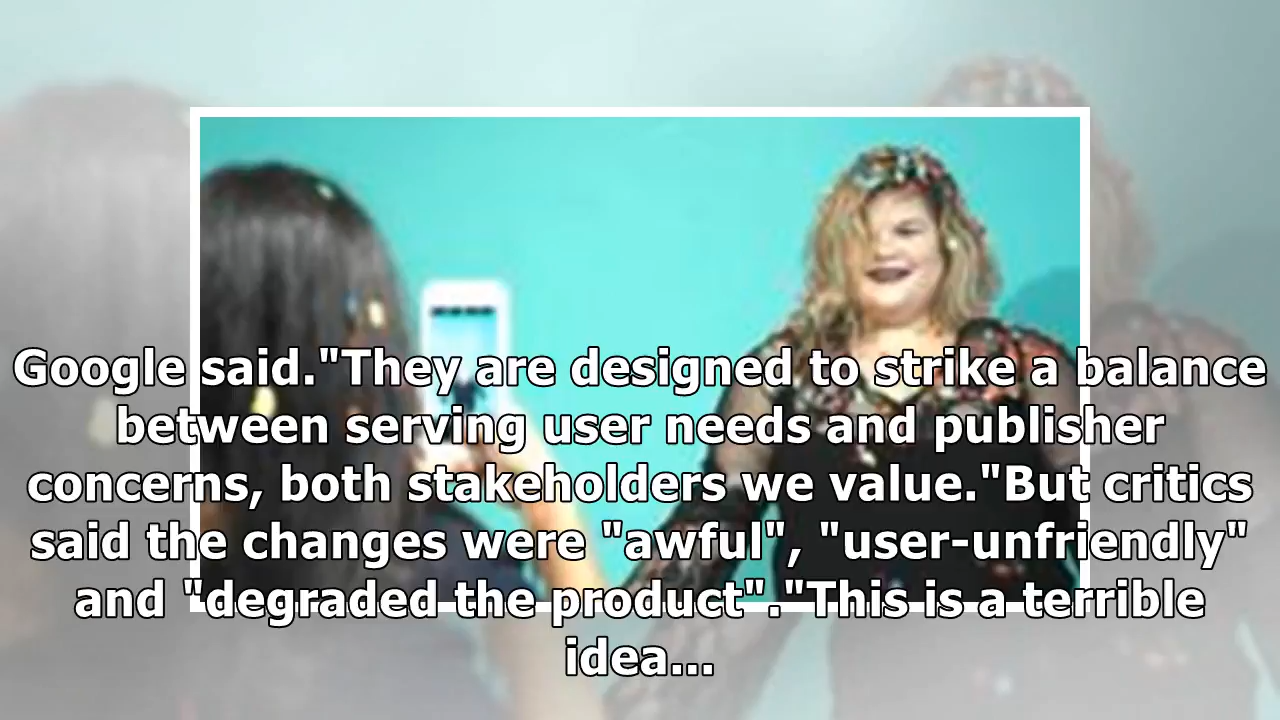 Google said."They are designed to strike a balance
between serving user needs and publisher
concerns, both stakeholders we value."But critics
said the changes were "awful", "user-unfriendly"
and "degraded the product"."This is a terrible
idea...